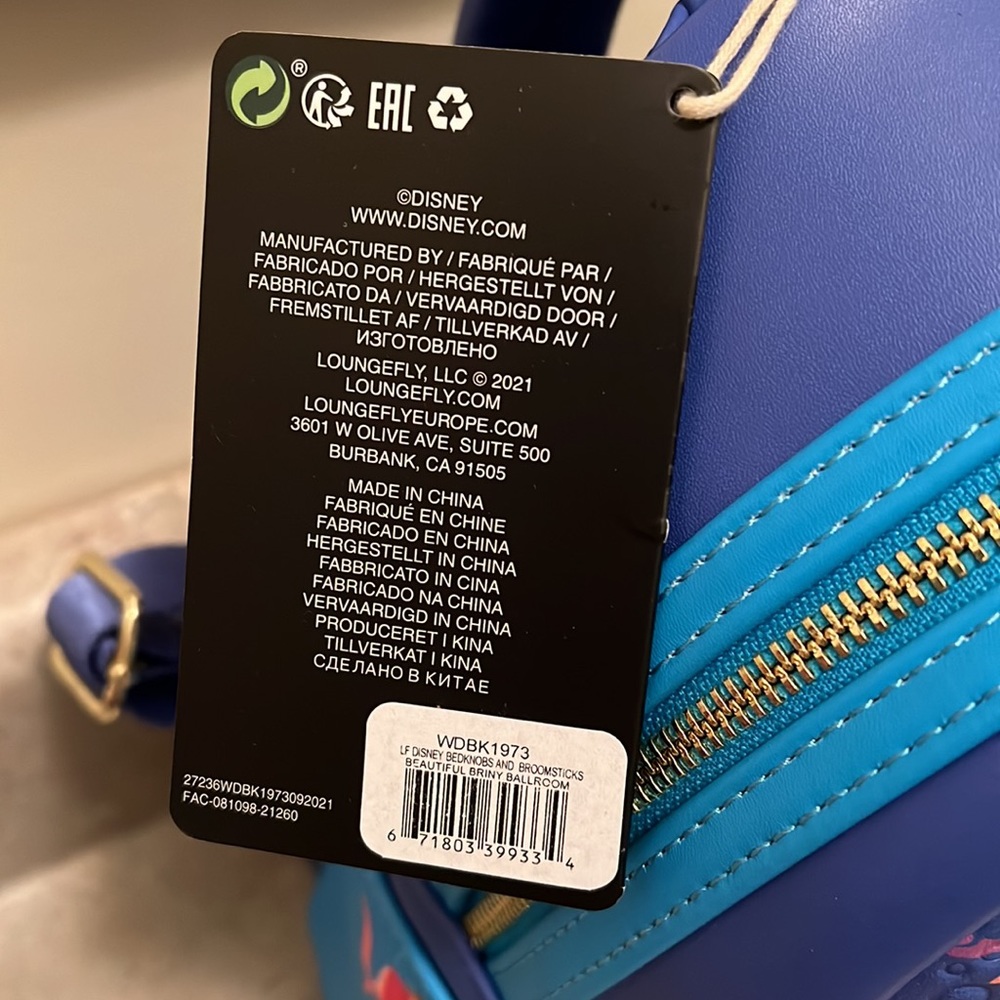 ®
EAC
©DISNEY
WWW.DISNEY.COM
MANUFACTURED BY / FABRIQUÉ PAR /
FABRICADO POR / HERGESTELLT VON /
FABBRICATO DA / VERVAARDIGD DOOR /
FREMSTILLET AF / TILLVERKAD AV /
ИЗГОТОВЛЕНО
LOUNGEFLY, LLC © 2021
LOUNGEFLY.COM
LOUNGEFLYEUROPE.COM
3601 W OLIVE AVE, SUITE 500
BURBANK, CA 91505
MADE IN CHINA
FABRIQUÉ EN CHINE
FABRICADO EN CHINA
HERGESTELLT IN CHINA
FABBRICATO IN CINA
FABRICADO NA CHINA
VERVAARDIGD IN CHINA
PRODUCERET I KINA
TILLVERKAT I KINA
СДЕЛАНО В КИТАЕ
WDBK1973
LF DISNEY BEDKNOBS AND BROOMSTICKS
BEAUTIFUL BRINY BALLROOM
6 71803 39933 4
27236WDBK1973092021
FAC-081098-21260